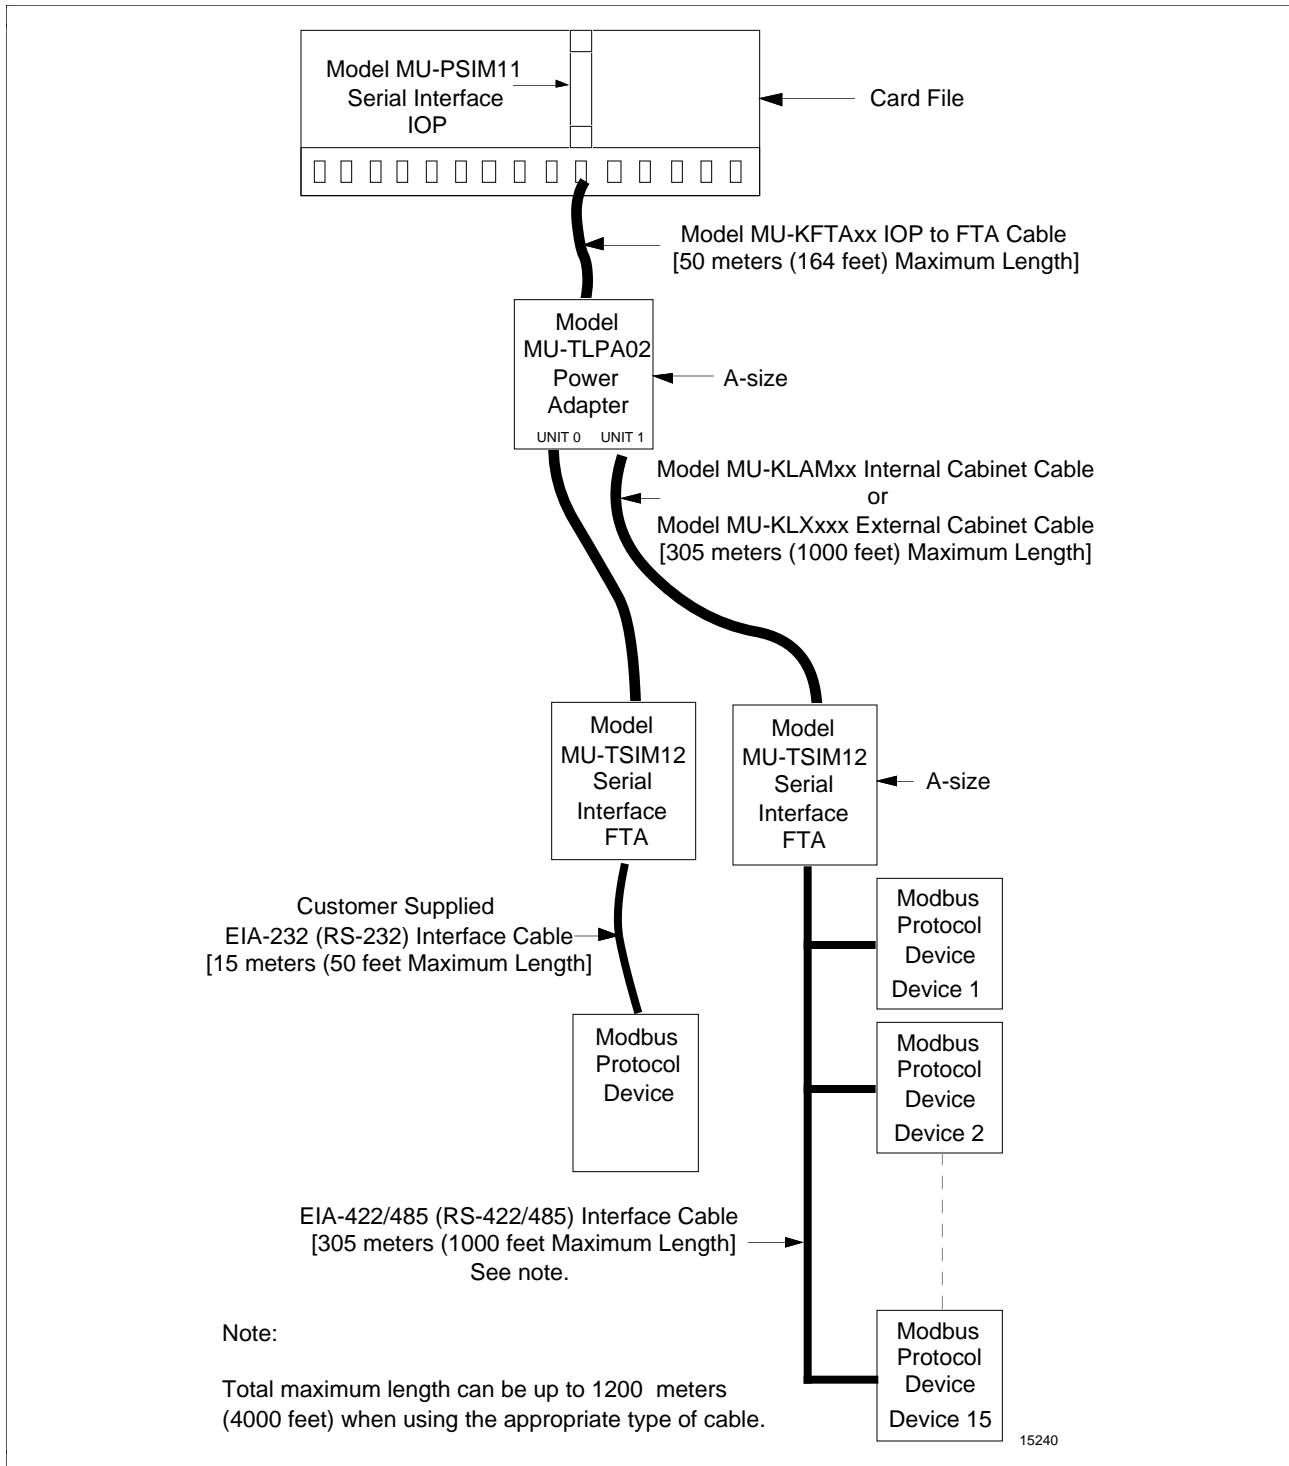 Model MU-PSIM11
Serial Interface
IOP
Card File
Model MU-KFTAxx IOP to FTA Cable
[50 meters (164 feet) Maximum Length]
Model
MU-TLPA02
Power
Adapter
UNIT 0 UNIT 1
A-size
Model MU-KLAMxx Internal Cabinet Cable
or
Model MU-KLXxxx External Cabinet Cable
[305 meters (1000 feet) Maximum Length]
Model
MU-TSIM12
Serial
Interface
FTA
Model
MU-TSIM12
Serial
Interface
FTA
A-size
Customer Supplied
EIA-232 (RS-232) Interface Cable
[15 meters (50 feet Maximum Length]
Modbus
Protocol
Device
Modbus
Protocol
Device
Device 1
Modbus
Protocol
Device
Device 2
EIA-422/485 (RS-422/485) Interface Cable
[305 meters (1000 feet Maximum Length]
See note.
Modbus
Protocol
Device
Device 15
Note:
Total maximum length can be up to 1200 meters
(4000 feet) when using the appropriate type of cable.
15240